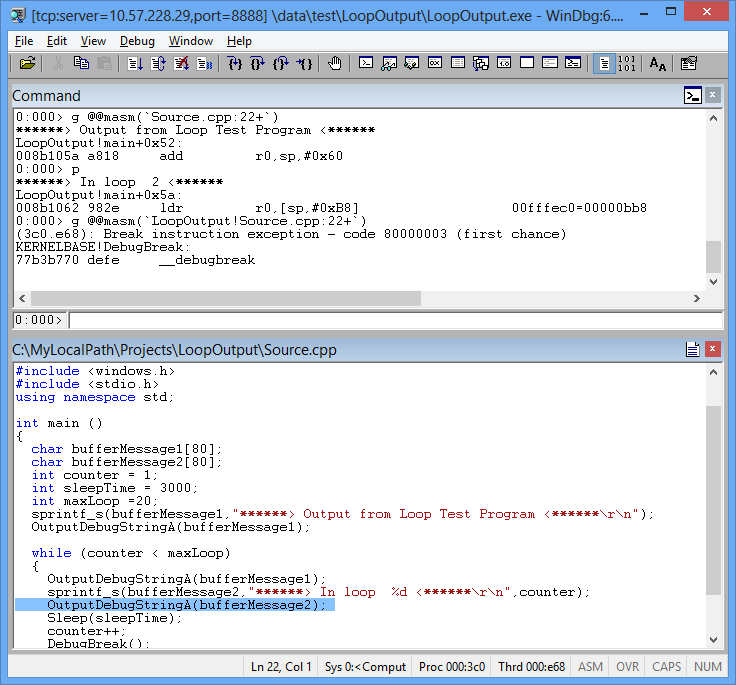 [tcp:server=10.57.228.29,port=8888] \data\test\LoopOutput\LoopOutput.exe - WinDbg:6....
File Edit View Debug Window Help
Command
0:000> g @@masm(`Source.cpp:22+`)
******> Output from Loop Test Program <******
LoopOutput!main+0x52:
008b105a a818     add     r0,sp,#0x60
0:000> p
******> In loop  2 <******
LoopOutput!main+0x5a:
008b1062 982e     ldr     r0,[sp,#0xB8]     00fffec0=00000bb8
0:000> g @@masm(`LoopOutput!Source.cpp:22+`)
(3c0.e68): Break instruction exception - code 80000003 (first chance)
KERNELBASE!DebugBreak:
77b3b770 defe     __debugbreak
0:000>
C:\MyLocalPath\Projects\LoopOutput\Source.cpp
#include <windows.h>
#include <stdio.h>
using namespace std;
int main ()
{
  char bufferMessage1[80];
  char bufferMessage2[80];
  int counter = 1;
  int sleepTime = 3000;
  int maxLoop =20;
  sprintf_s(bufferMessage1,"******> Output from Loop Test Program <******\r\n");
  OutputDebugStringA(bufferMessage1);
  while (counter < maxLoop)
  {
    OutputDebugStringA(bufferMessage1);
    sprintf_s(bufferMessage2,"******> In loop  %d <******\r\n",counter);
    OutputDebugStringA(bufferMessage2);
    Sleep(sleepTime);
    counter++;
    DebugBreak();
Ln 22, Col 1 Sys 0:<Comput Proc 000:3c0 Thrd 000:e68 ASM OVR CAPS NUM